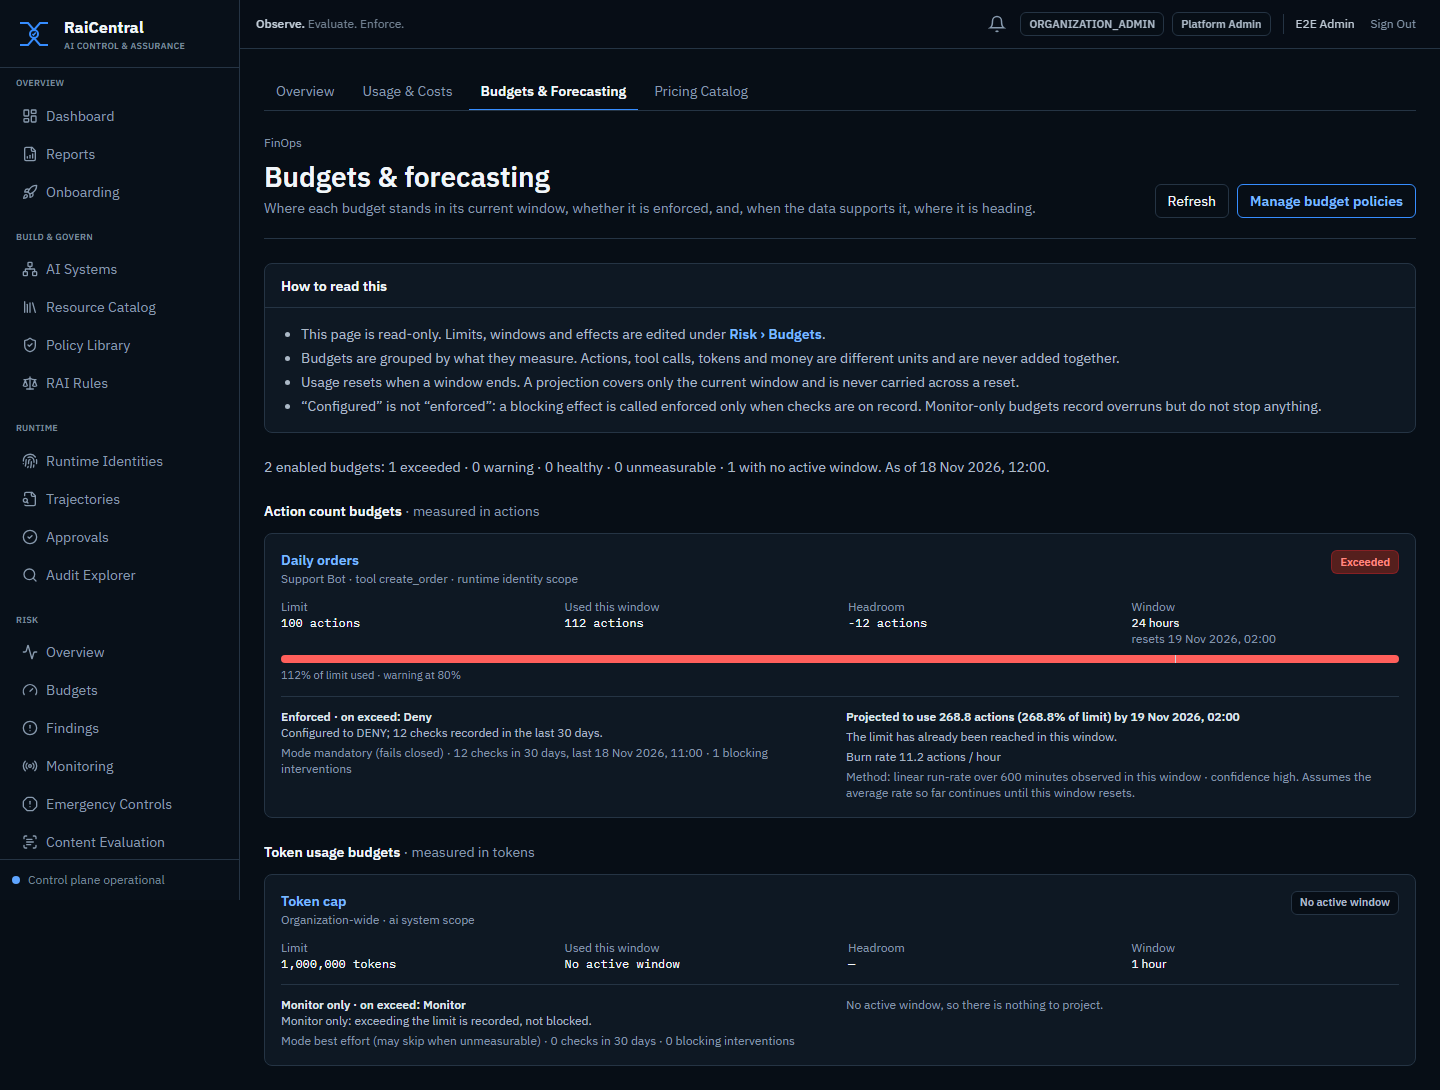 RaiCentral
AI CONTROL & ASSURANCE
Observe. Evaluate. Enforce.
ORGANIZATION_ADMIN
Platform Admin
E2E Admin
Sign Out
OVERVIEW
Dashboard
Reports
Onboarding
BUILD & GOVERN
AI Systems
Resource Catalog
Policy Library
RAI Rules
RUNTIME
Runtime Identities
Trajectories
Approvals
Audit Explorer
RISK
Overview
Budgets
Findings
Monitoring
Emergency Controls
Content Evaluation
Control plane operational
Overview
Usage & Costs
Budgets & Forecasting
Pricing Catalog
FinOps
Budgets & forecasting
Where each budget stands in its current window, whether it is enforced, and, when the data supports it, where it is heading.
Refresh
Manage budget policies
How to read this
• This page is read-only. Limits, windows and effects are edited under Risk › Budgets.
• Budgets are grouped by what they measure. Actions, tool calls, tokens and money are different units and are never added together.
• Usage resets when a window ends. A projection covers only the current window and is never carried across a reset.
• “Configured” is not “enforced”: a blocking effect is called enforced only when checks are on record. Monitor-only budgets record overruns but do not stop anything.
2 enabled budgets: 1 exceeded · 0 warning · 0 healthy · 0 unmeasurable · 1 with no active window. As of 18 Nov 2026, 12:00.
Action count budgets · measured in actions
Daily orders
Exceeded
Support Bot · tool create_order · runtime identity scope
Limit
100 actions
Used this window
112 actions
Headroom
-12 actions
Window
24 hours
resets 19 Nov 2026, 02:00
112% of limit used · warning at 80%
Enforced · on exceed: Deny
Configured to DENY; 12 checks recorded in the last 30 days.
Mode mandatory (fails closed) · 12 checks in 30 days, last 18 Nov 2026, 11:00 · 1 blocking
interventions
Projected to use 268.8 actions (268.8% of limit) by 19 Nov 2026, 02:00
The limit has already been reached in this window.
Burn rate 11.2 actions / hour
Method: linear run-rate over 600 minutes observed in this window · confidence high. Assumes the
average rate so far continues until this window resets.
Token usage budgets · measured in tokens
Token cap
No active window
Organization-wide · ai system scope
Limit
1,000,000 tokens
Used this window
No active window
Headroom
—
Window
1 hour
Monitor only · on exceed: Monitor
Monitor only: exceeding the limit is recorded, not blocked.
Mode best effort (may skip when unmeasurable) · 0 checks in 30 days · 0 blocking interventions
No active window, so there is nothing to project.